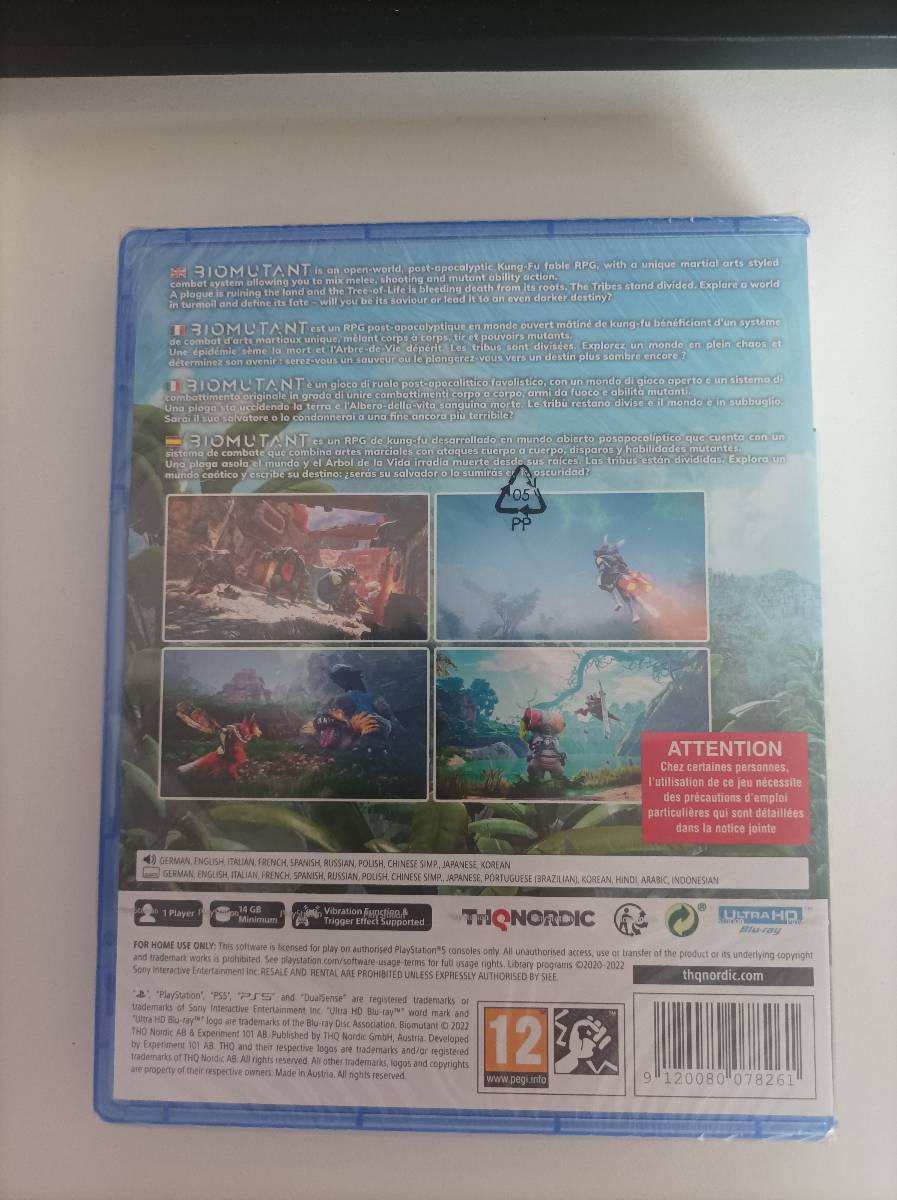 BIOMUTANT is an open-world, post-apocalyptic Kung-Fu fable RPG, with a unique martial arts styled
combat system allowing you to mix melee, shooting and mutant ability action.
A plague is ruining the land and the Tree-of-Life is bleeding death from its roots. The Tribes stand divided. Explore a world
in turmoil and define its fate – will you be its saviour or lead it to an even darker destiny?
BIOMUTANT est un RPG post-apocalyptique en monde ouvert mâtiné de kung-fu bénéficiant d'un système
de combat d'arts martiaux unique, mêlant corps à corps, tir et pouvoirs mutants.
Une épidémie sème la mort et l'Arbre-de-Vie dépérit. Les tribus sont divisées. Explorez un monde en plein chaos et
déterminez son avenir : serez-vous un sauveur ou le plongerez-vous vers un destin plus sombre encore ?
BIOMUTANT è un gioco di ruolo post-apocalittico favolistico, con un mondo di gioco aperto e un sistema di
combattimento originale in grado di unire combattimenti corpo a corpo, armi da fuoco e abilità mutanti.
Una piaga sta uccidendo la terra e l'Albero-della-vita sanguina morte. Le tribù restano divise e il mondo è in subbuglio.
Sarai il suo salvatore o lo condannerai a una fine ancora più terribile?
BIOMUTANT es un RPG de kung-fu desarrollado en mundo abierto posapocalíptico que cuenta con un
sistema de combate que combina artes marciales con ataques cuerpo a cuerpo, disparos y habilidades mutantes.
Una plaga asola el mundo y el Árbol de la Vida irradia muerte desde sus raíces. Las tribus están divididas. Explora un
mundo caótico y escribe su destino: ¿serás su salvador o lo sumirás en la oscuridad?
05
PP
ATTENTION
Chez certaines personnes,
l'utilisation de ce jeu nécessite
des précautions d'emploi
particulières qui sont détaillées
dans la notice jointe
GERMAN, ENGLISH, ITALIAN, FRENCH, SPANISH, RUSSIAN, POLISH, CHINESE SIMP., JAPANESE, KOREAN
GERMAN, ENGLISH, ITALIAN, FRENCH, SPANISH, RUSSIAN, POLISH, CHINESE SIMP., JAPANESE, PORTUGUESE (BRAZILIAN), KOREAN, HINDI, ARABIC, INDONESIAN
1 Player
14 GB
Minimum
Vibration Function &
Trigger Effect Supported
THQNORDIC
ULTRA HD
Blu-ray
FOR HOME USE ONLY: This software is licensed for play on authorised PlayStation®5 consoles only. All unauthorised access, use or transfer of the product or its underlying copyright
and trademark works is prohibited. See playstation.com/software-usage-terms for full usage rights. Library programs ©2020-2022
Sony Interactive Entertainment Inc. RESALE AND RENTAL ARE PROHIBITED UNLESS EXPRESSLY AUTHORISED BY SIEE.
thqnordic.com
" ", "PlayStation", "PS5", "PS5" and "DualSense" are registered trademarks or
trademarks of Sony Interactive Entertainment Inc. "Ultra HD Blu-ray™" word mark and
"Ultra HD Blu-ray™" logo are trademarks of the Blu-ray Disc Association. Biomutant © 2022
THQ Nordic AB & Experiment 101 AB. Published by THQ Nordic GmbH, Austria. Developed
by Experiment 101 AB. THQ and their respective logos are trademarks and/or registered
trademarks of THQ Nordic AB. All rights reserved. All other trademarks, logos and copyrights
are property of their respective owners. Made in Austria. All rights reserved.
12
www.pegi.info
9 120080 078261